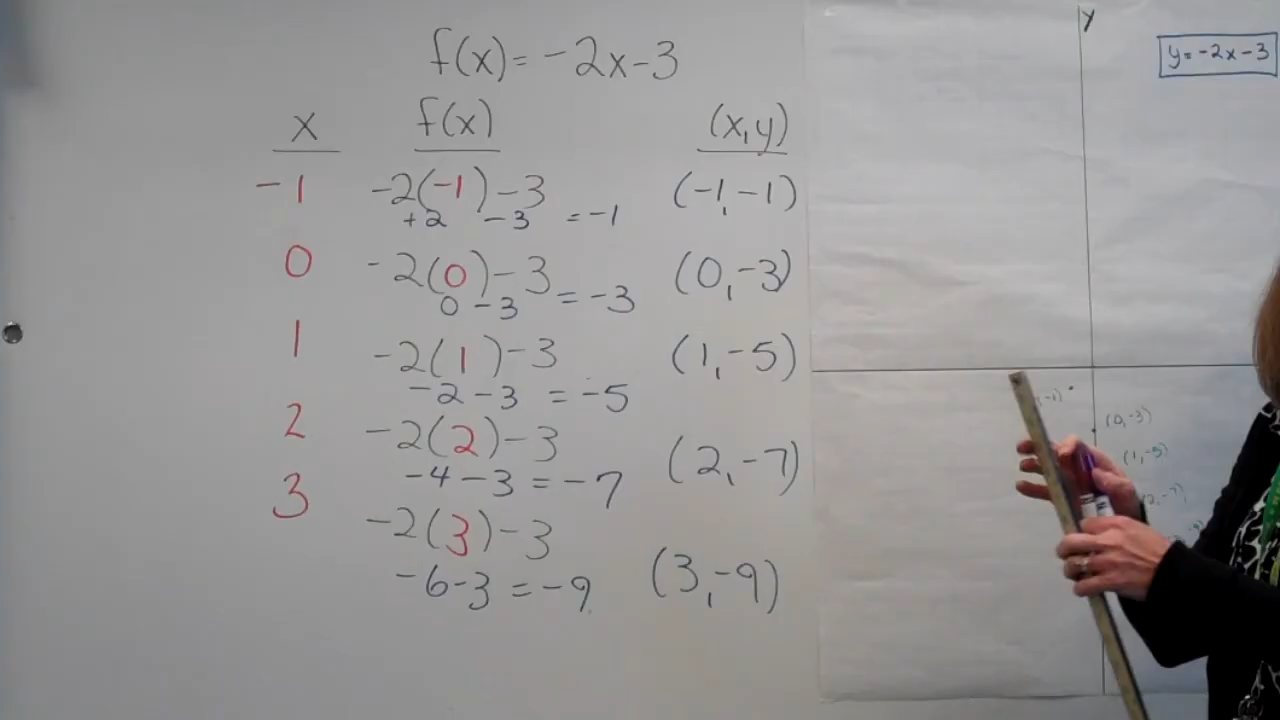 f(x) = -2x-3
x f(x) (x,y)
-1 -2(-1)-3 (-1,-1)
+2 -3 = -1
0 -2(0)-3 (0,-3)
0 -3 = -3
1 -2(1)-3 (1,-5)
-2 -3 = -5
2 -2(2)-3 (2,-7)
-4 -3 = -7
3 -2(3)-3 (3,-9)
-6-3 = -9
y
y = -2x-3
,-1)
(0,-3)
(1,-5)
2,-7)